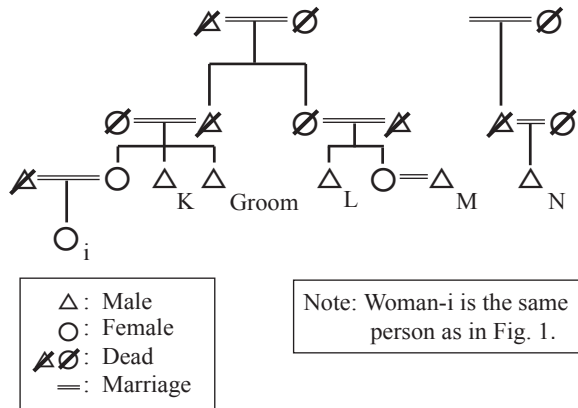 K
Groom
L
M
N
i
: Male
: Female
: Dead
: Marriage
Note: Woman-i is the same
person as in Fig. 1.